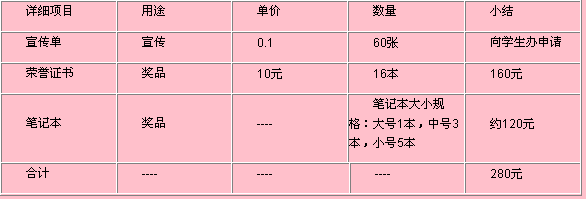 详细项目 用途 单价 数量 小结
宣传单 宣传 0.1 60张 向学生办申请
荣誉证书 奖品 10元 16本 160元
笔记本 奖品 ---- 笔记本大小规
格：大号1本，中号3
本，小号5本 约120元
合计 ---- ---- ---- 280元